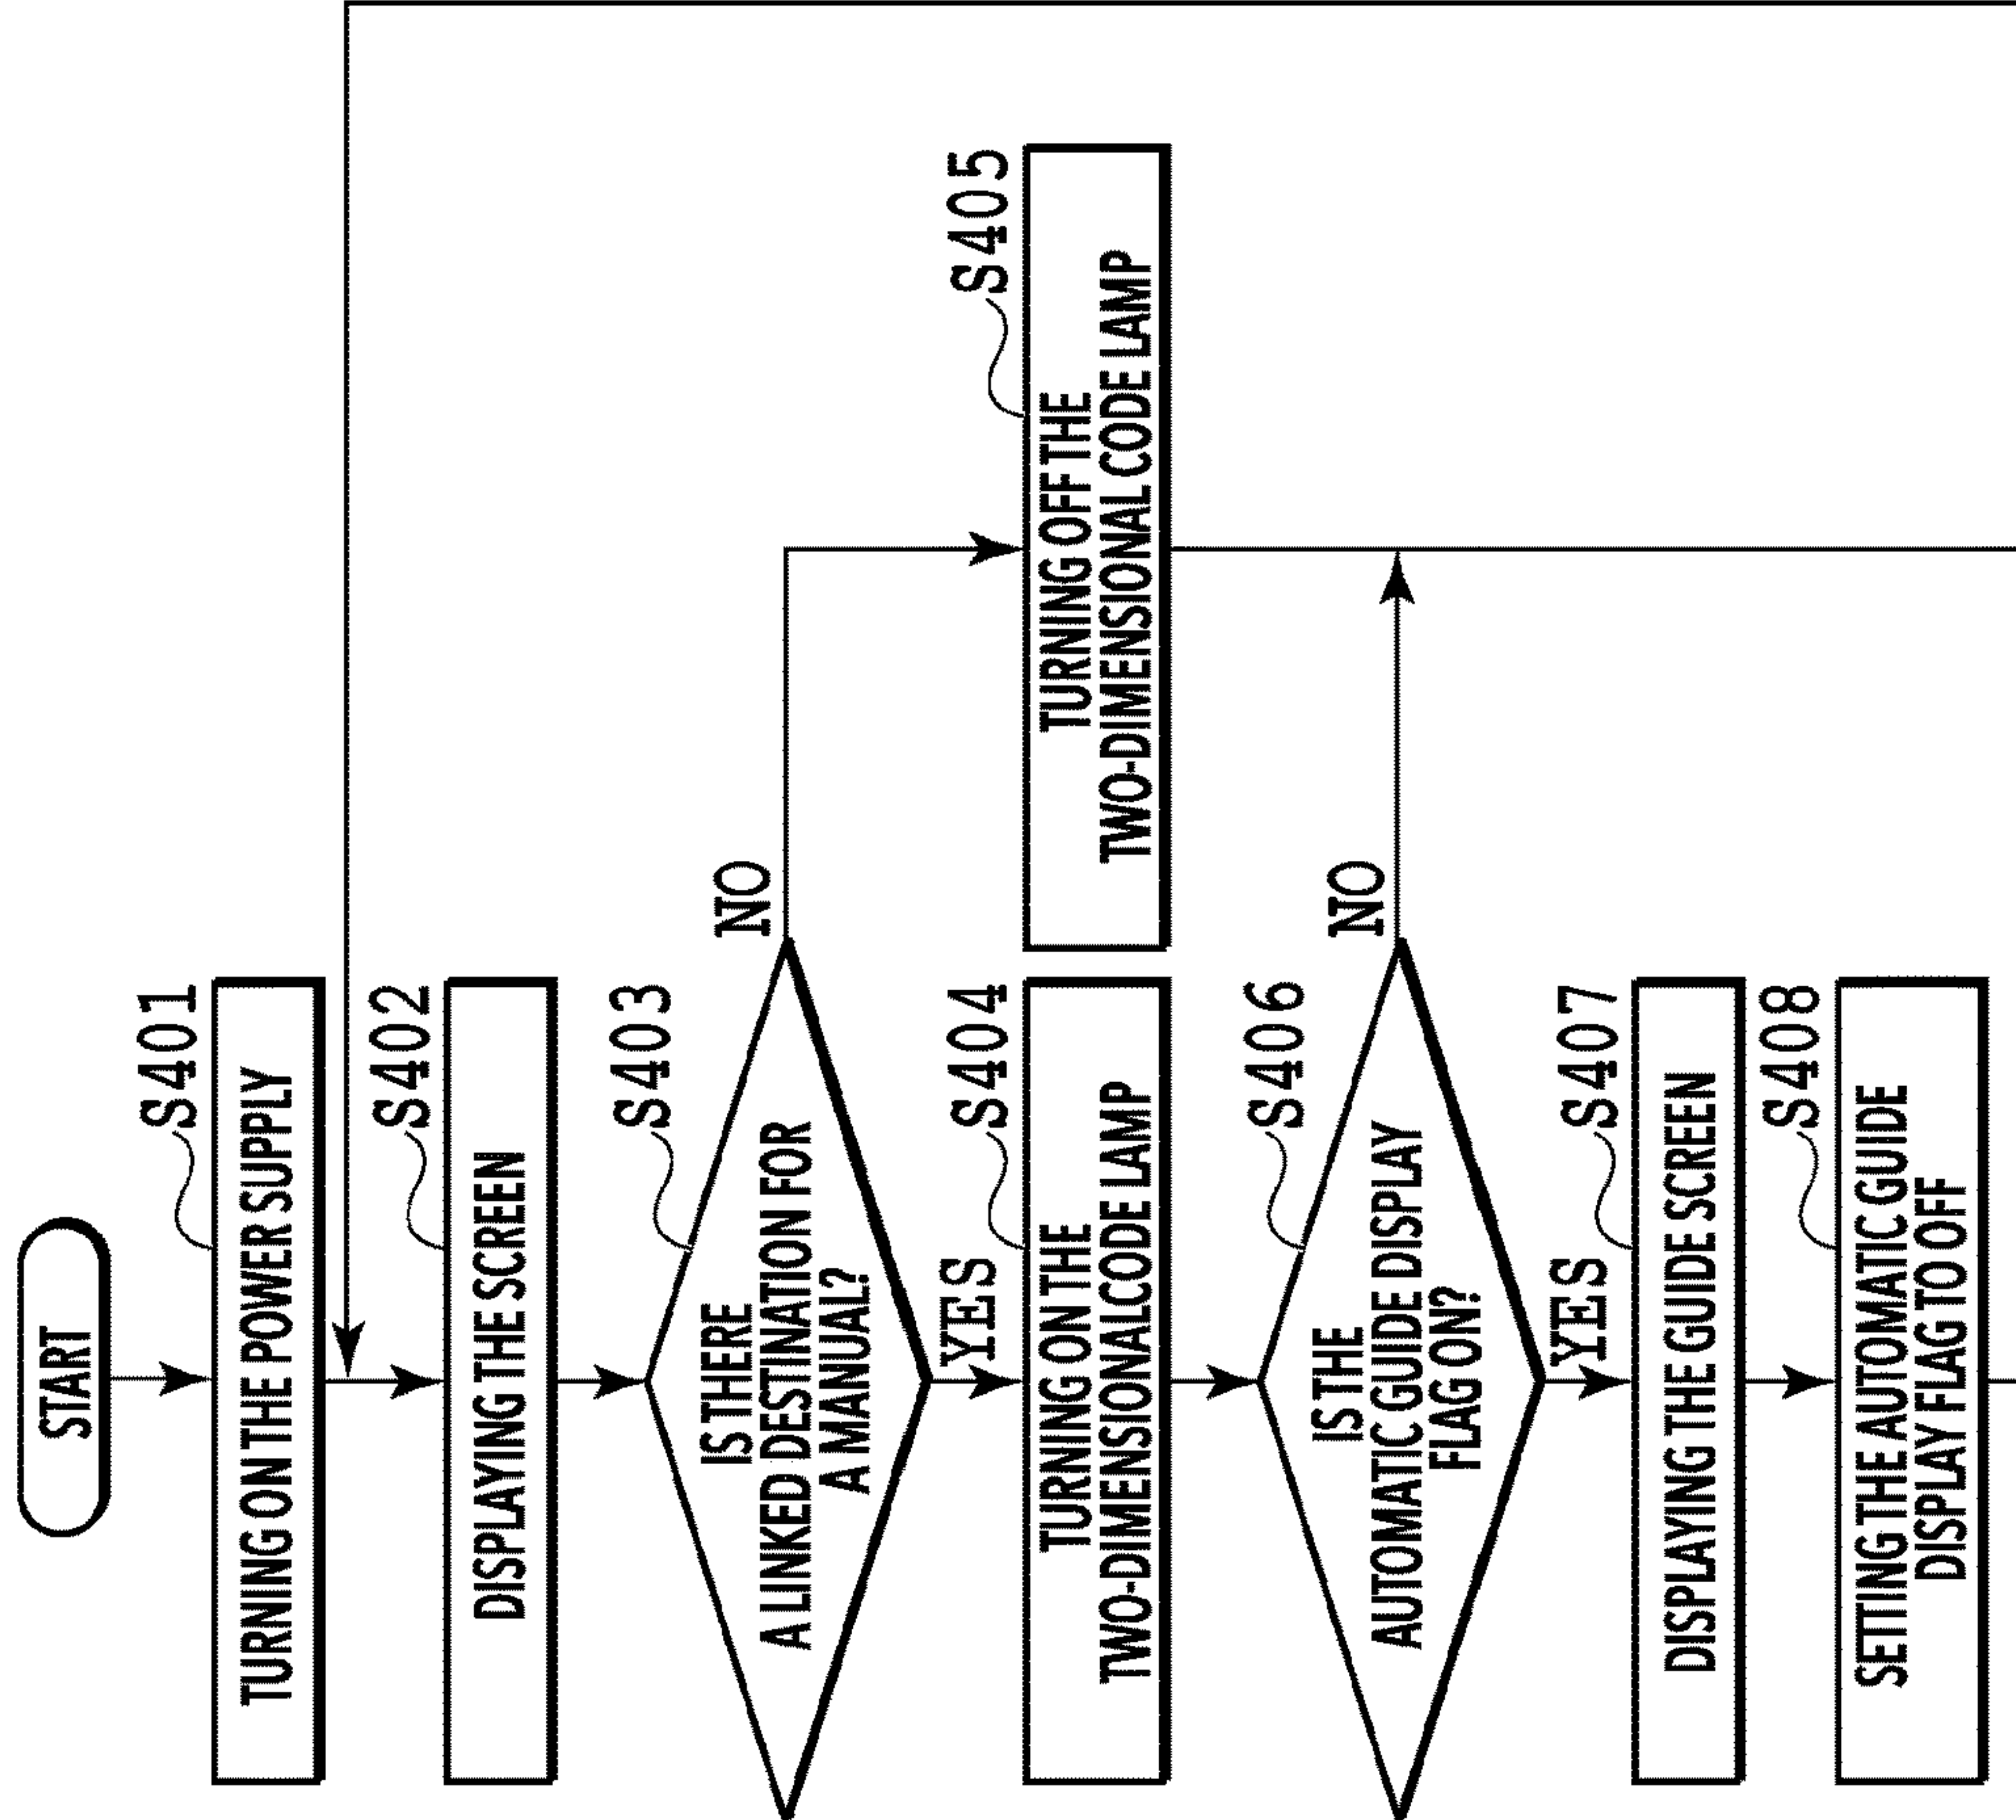 START
S401
TURNING ON THE POWER SUPPLY
S402
DISPLAYING THE SCREEN
S403
IS THERE
A LINKED DESTINATION FOR
A MANUAL?
NO
YES
S404
TURNING ON THE
TWO-DIMENSIONALCODE LAMP
S405
TURNING OFF THE
TWO-DIMENSIONAL CODE LAMP
S406
IS THE
AUTOMATIC GUIDE DISPLAY
FLAG ON?
NO
YES
S407
DISPLAYING THE GUIDE SCREEN
S408
SETTING THE AUTOMATIC GUIDE
DISPLAY FLAG TO OFF